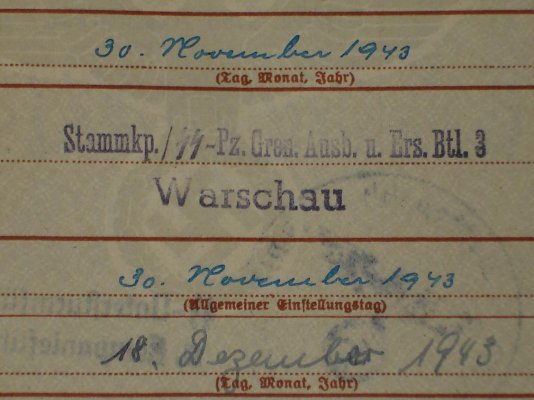 30. November 1943
(Tag, Monat, Jahr)
Stammkp./ᛋᛋ-Pz. Gren. Ausb. u. Ers. Btl. 3
Warschau
30. November 1943
(Allgemeiner Einstellungstag)
18. Dezember 1943
(Tag, Monat, Jahr)